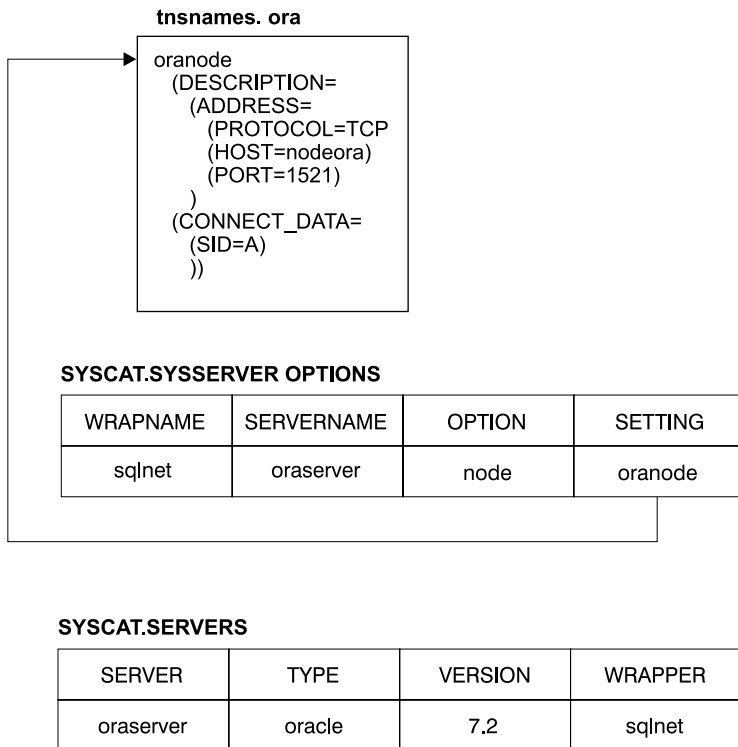 tnsnames. ora
oranode
(DESCRIPTION=
(ADDRESS=
(PROTOCOL=TCP
(HOST=nodeora)
(PORT=1521)
)
(CONNECT_DATA=
(SID=A)
))
SYSCAT.SYSSERVER OPTIONS
WRAPNAME SERVERNAME OPTION SETTING
sqlnet oraserver node oranode
SYSCAT.SERVERS
SERVER TYPE VERSION WRAPPER
oraserver oracle 7.2 sqlnet